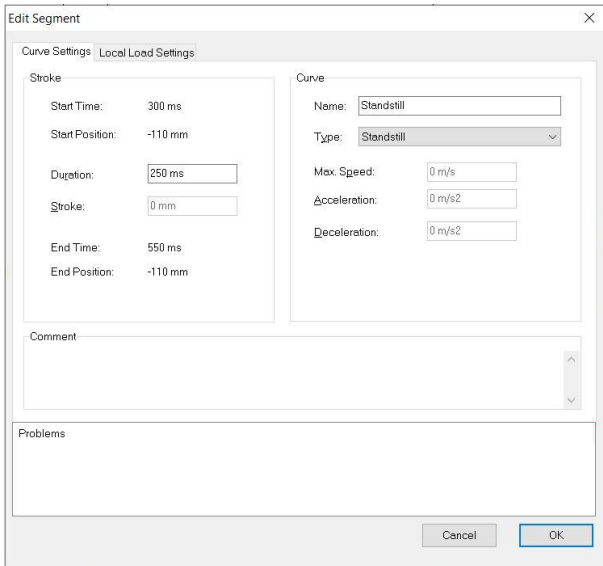 Edit Segment
Curve Settings
Local Load Settings
Stroke
Start Time: 300 ms
Start Position: -110 mm
Duration: 250 ms
Stroke: 0 mm
End Time: 550 ms
End Position: -110 mm
Curve
Name: Standstill
Type: Standstill
Max. Speed: 0 m/s
Acceleration: 0 m/s2
Deceleration: 0 m/s2
Comment
Problems
Cancel
OK